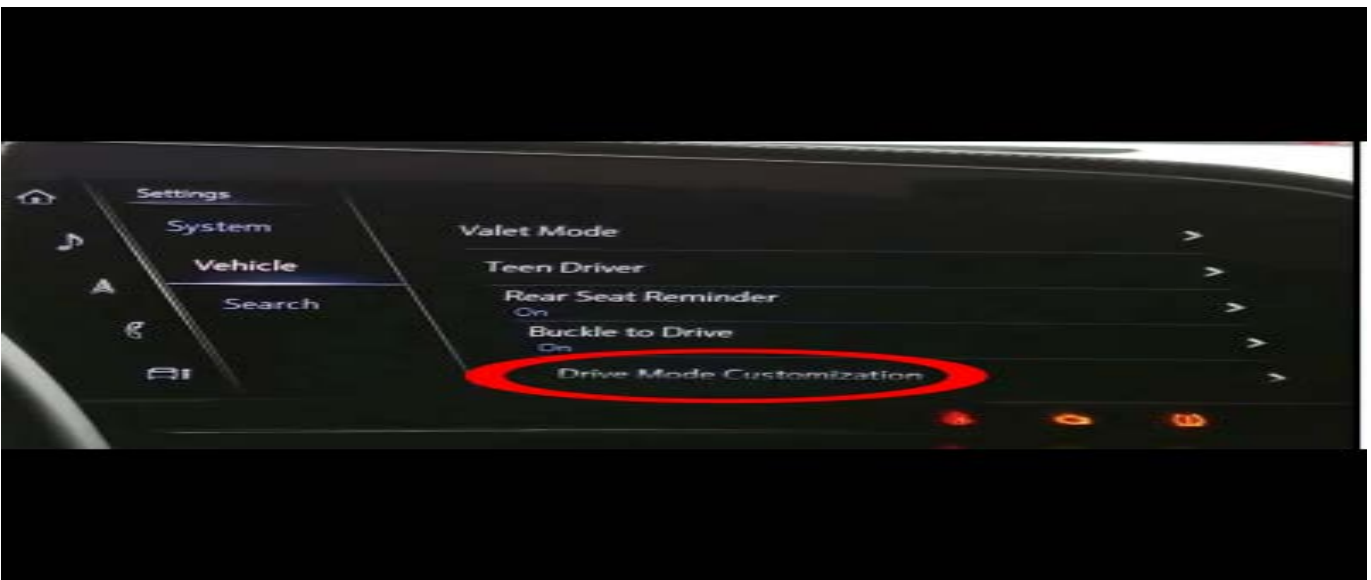 Settings
System
Vehicle
Search
Valet Mode
Teen Driver
Rear Seat Reminder
On
Buckle to Drive
On
Drive Mode Customization